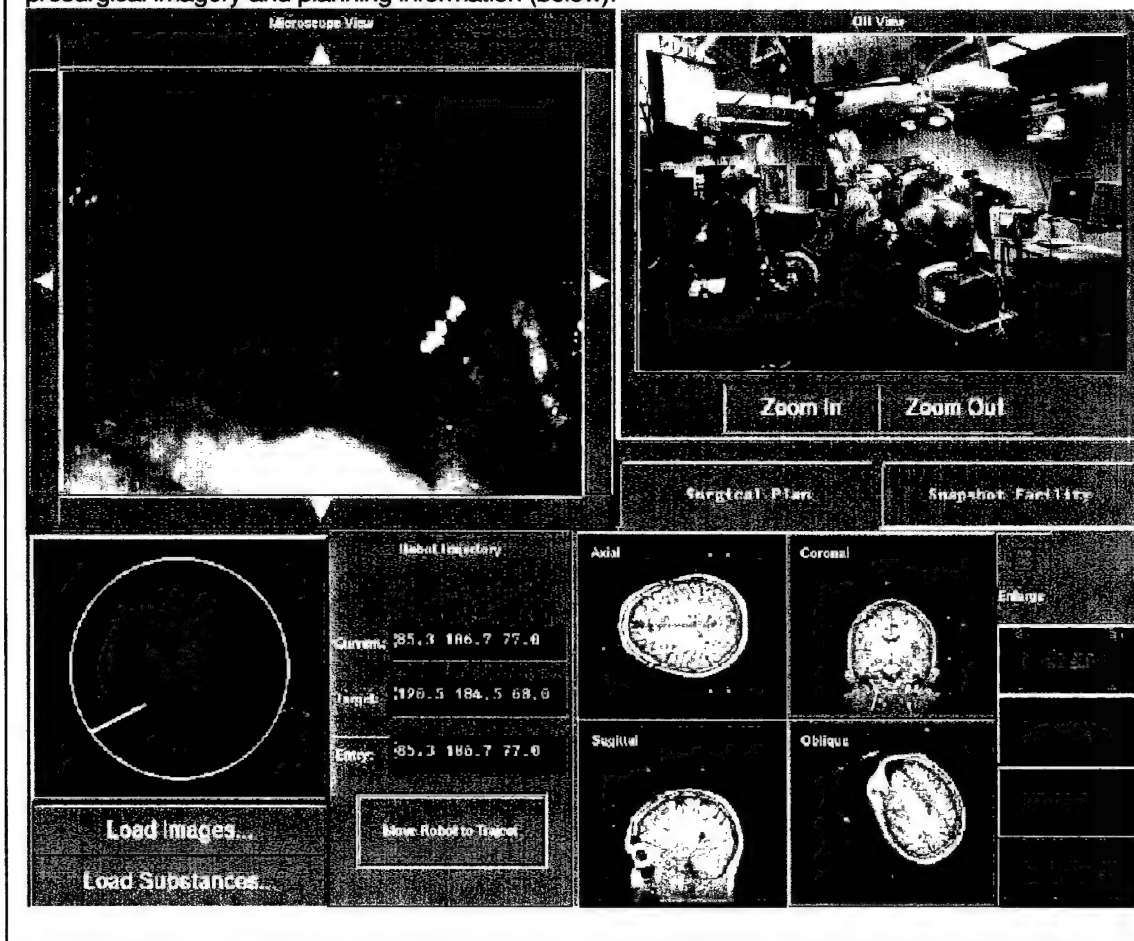 presurgical imagery and planning information (below).
Microscope View
OR View
Zoom In
Zoom Out
Surgical Plan
Snapshot Facility
Robot Trajectory
Current: 85.3 186.7 77.0
Target: 190.5 184.5 68.0
Entry: 85.3 186.7 77.0
Move Robot to Target
Load Images...
Load Substances...
Axial
Coronal
Sagittal
Oblique
Enlarge